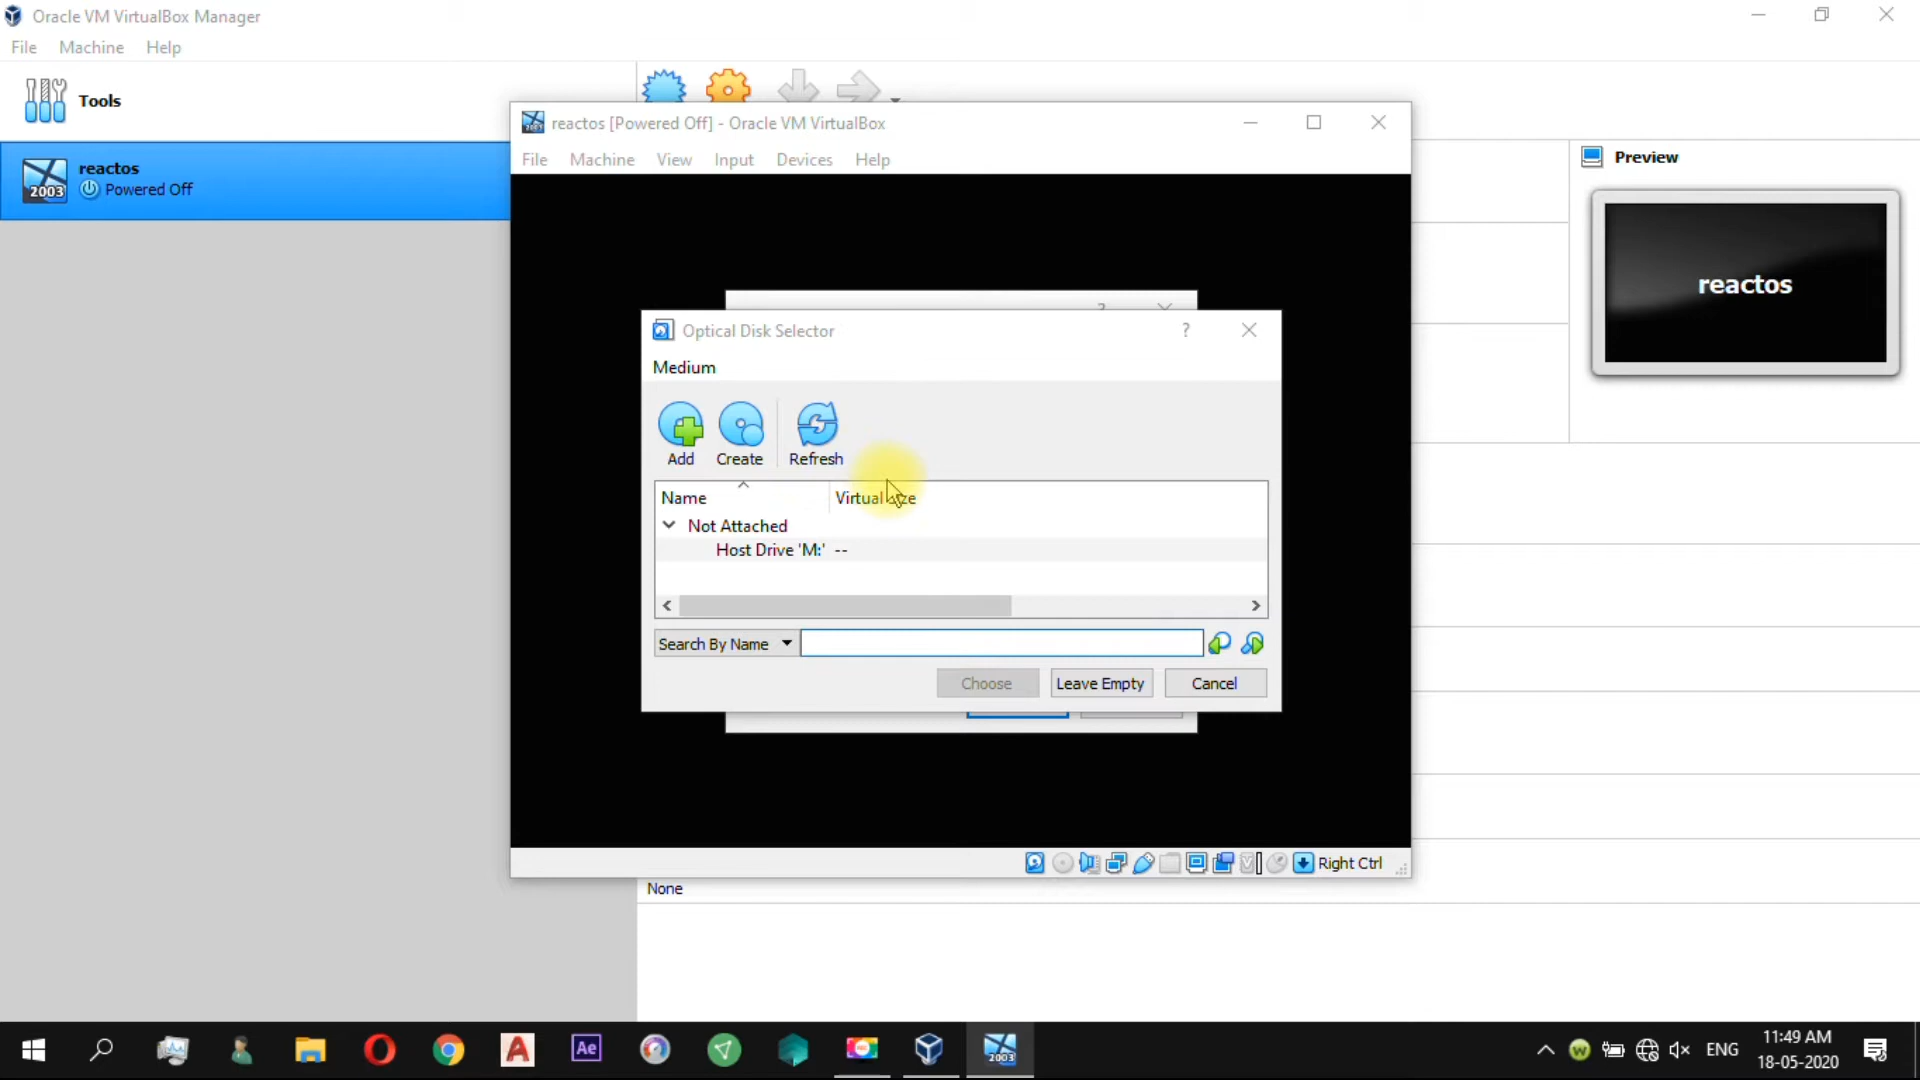 Oracle VM VirtualBox Manager
File Machine Help
Tools
reactos
Powered Off
2003
reactos [Powered Off] - Oracle VM VirtualBox
File Machine View Input Devices Help
Preview
reactos
Optical Disk Selector
?
Medium
Add Create Refresh
Name
Not Attached
Host Drive 'M:' --
Search By Name
Choose Leave Empty Cancel
Right Ctrl
None
A
Ae
2003
W
ENG
11:49 AM
18-05-2020